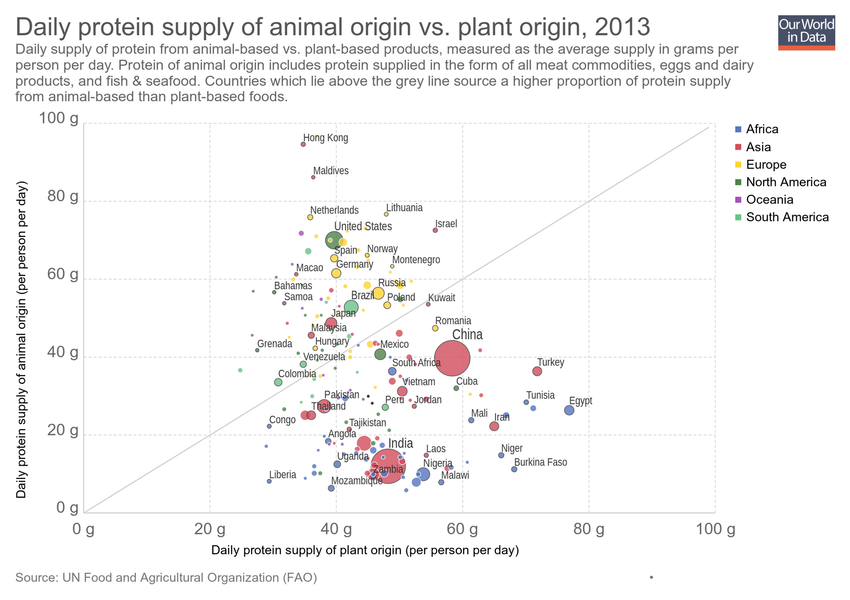 Daily protein supply of animal origin vs. plant origin, 2013
Our World
in Data
Daily supply of protein from animal-based vs. plant-based products, measured as the average supply in grams per
person per day. Protein of animal origin includes protein supplied in the form of all meat commodities, eggs and dairy
products, and fish & seafood. Countries which lie above the grey line source a higher proportion of protein supply
from animal-based than plant-based foods.
100 g
Africa
Asia
Europe
North America
Oceania
South America
Hong Kong
Maldives
80 g
Netherlands
Lithuania
United States
Israel
Spain
Norway
Germany
Montenegro
Macao
60 g
Bahamas
Russia
Samoa
Brazil
Poland
Kuwait
Japan
Malaysia
Romania
China
Grenada
Hungary
Mexico
40 g
Venezuela
South Africa
Turkey
Colombia
Vietnam
Cuba
Pakistan
Thailand
Peru
Jordan
Tunisia
Egypt
Congo
Tajikistan
Mali
Iran
20 g
Angola
India
Uganda
Laos
Niger
Zambia
Nigeria
Burkina Faso
Liberia
Mozambique
Malawi
0 g
0 g
20 g
40 g
60 g
80 g
100 g
Daily protein supply of animal origin (per person per day)
Daily protein supply of plant origin (per person per day)
Source: UN Food and Agricultural Organization (FAO)